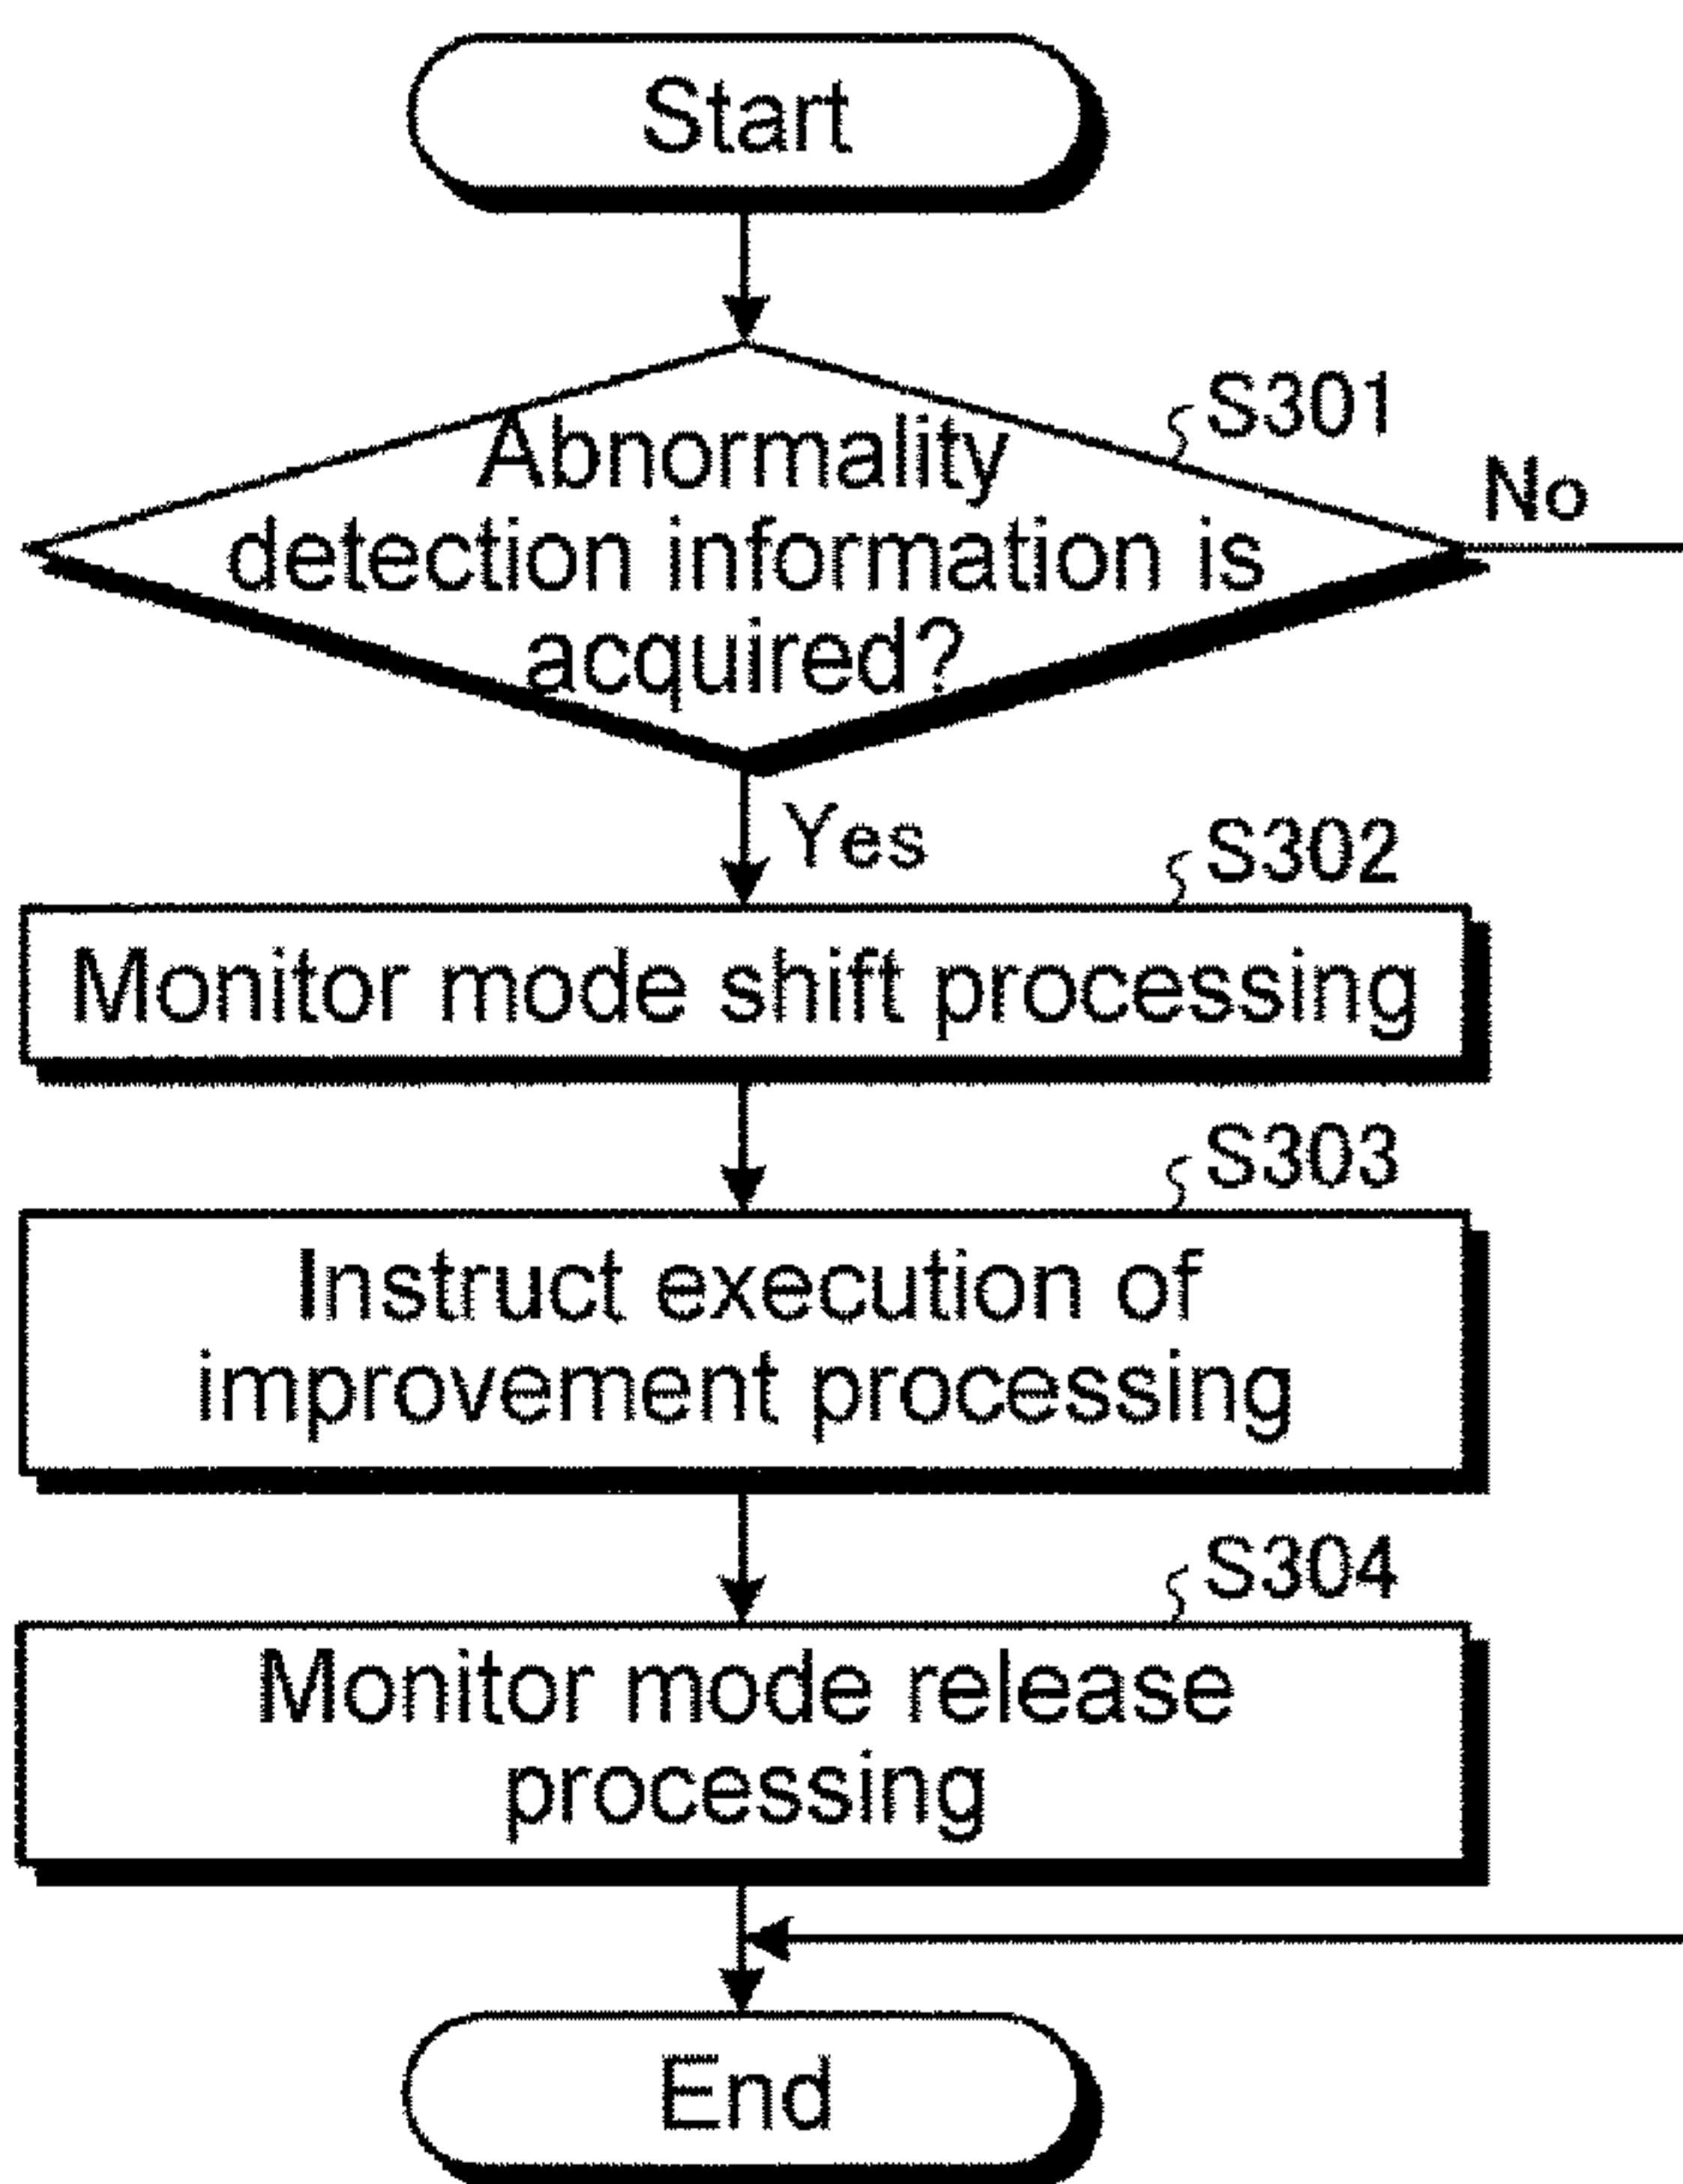 Start
S301
Abnormality
detection information is
acquired?
No
Yes
S302
Monitor mode shift processing
S303
Instruct execution of
improvement processing
S304
Monitor mode release
processing
End